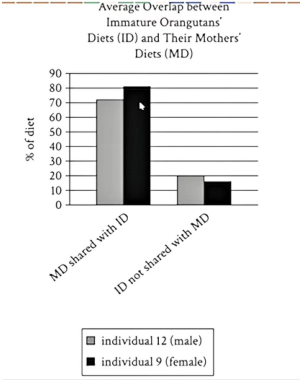 Average Overlap between
Immature Orangutans'
Diets (ID) and Their Mothers'
Diets (MD)
90
80
70
60
50
40
30
20
10
0
% of diet
MD shared with ID
ID not shared with MD
individual 12 (male)
individual 9 (female)